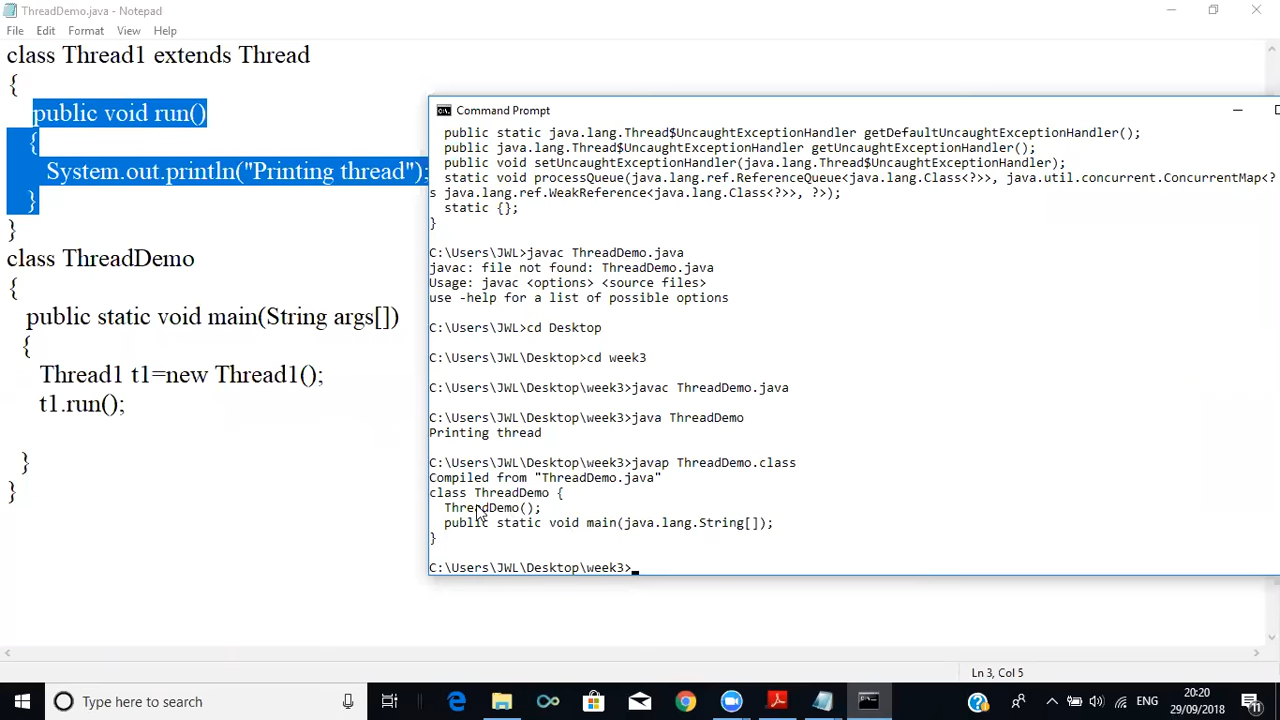 ThreadDemo.java - Notepad
File Edit Format View Help
class Thread1 extends Thread
{
public void run()
{
System.out.println("Printing thread");
}
}
class ThreadDemo
{
public static void main(String args[])
{
Thread1 t1=new Thread1();
t1.run();
}
}
Command Prompt
public static java.lang.Thread$UncaughtExceptionHandler getDefaultUncaughtExceptionHandler();
public java.lang.Thread$UncaughtExceptionHandler getUncaughtExceptionHandler();
public void setUncaughtExceptionHandler(java.lang.Thread$UncaughtExceptionHandler);
static void processQueue(java.lang.ref.ReferenceQueue<java.lang.Class<?>>, java.util.concurrent.ConcurrentMap<?
s java.lang.ref.WeakReference<java.lang.Class<?>>, ?>);
static {};
}
C:\Users\JWL>javac ThreadDemo.java
javac: file not found: ThreadDemo.java
Usage: javac <options> <source files>
use -help for a list of possible options
C:\Users\JWL>cd Desktop
C:\Users\JWL\Desktop>cd week3
C:\Users\JWL\Desktop\week3>javac ThreadDemo.java
C:\Users\JWL\Desktop\week3>java ThreadDemo
Printing thread
C:\Users\JWL\Desktop\week3>javap ThreadDemo.class
Compiled from "ThreadDemo.java"
class ThreadDemo {
ThreadDemo();
public static void main(java.lang.String[]);
}
C:\Users\JWL\Desktop\week3>
Ln 3, Col 5
Type here to search
ENG
20:20
29/09/2018
11